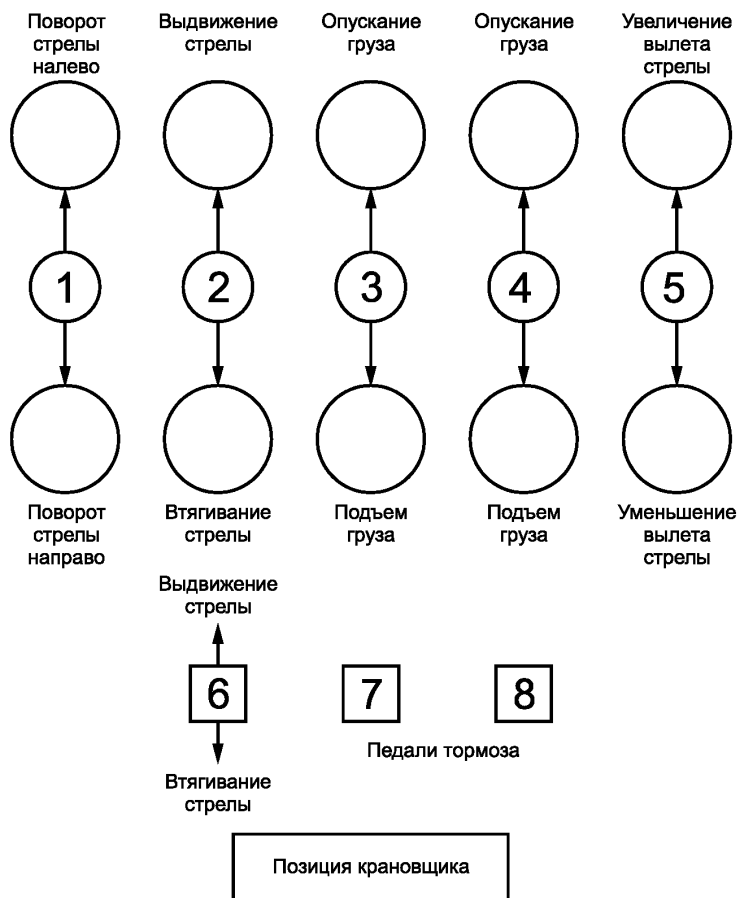 Поворот
стрелы
налево
Выдвижение
стрелы
Опускание
груза
Опускание
груза
Увеличение
вылета
стрелы
1
2
3
4
5
Поворот
стрелы
направо
Втягивание
стрелы
Подъем
груза
Подъем
груза
Уменьшение
вылета
стрелы
Выдвижение
стрелы
6
7
8
Втягивание
стрелы
Педали тормоза
Позиция крановщика